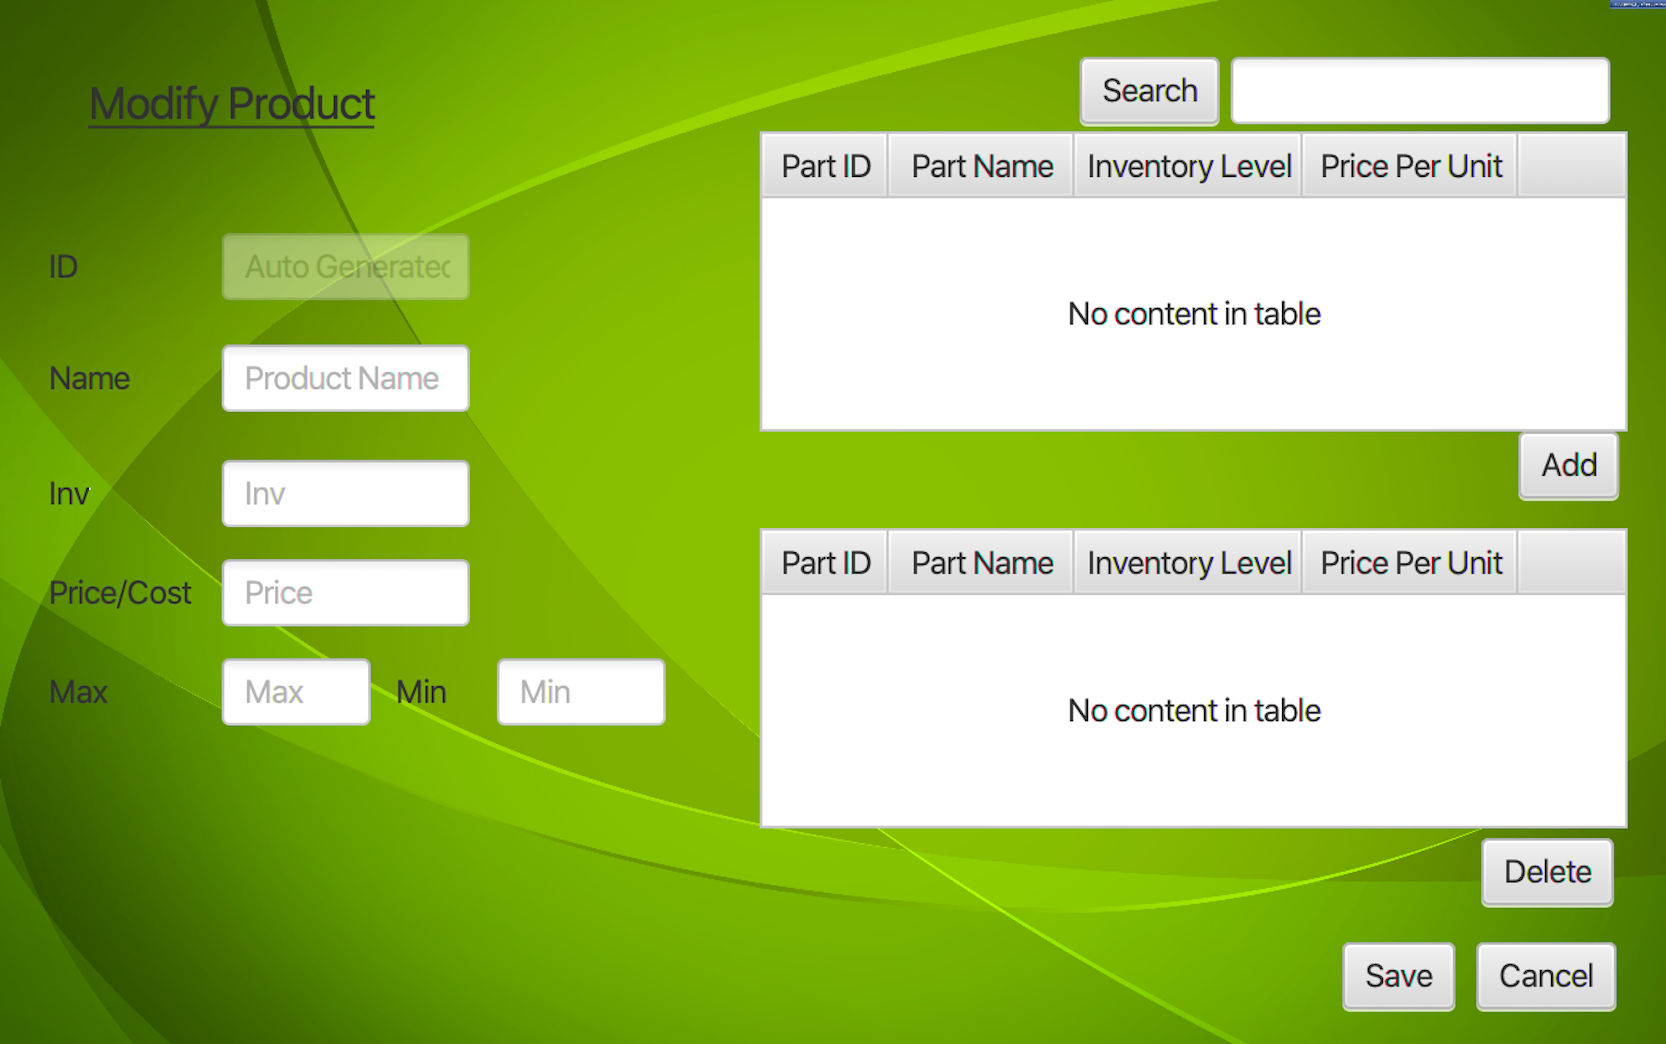 Modify Product
ID
Auto Generated
Name
Product Name
Inv
Inv
Price/Cost
Price
Max
Max
Min
Min
Search
Part ID Part Name Inventory Level Price Per Unit
No content in table
Add
Part ID Part Name Inventory Level Price Per Unit
No content in table
Delete
Save Cancel